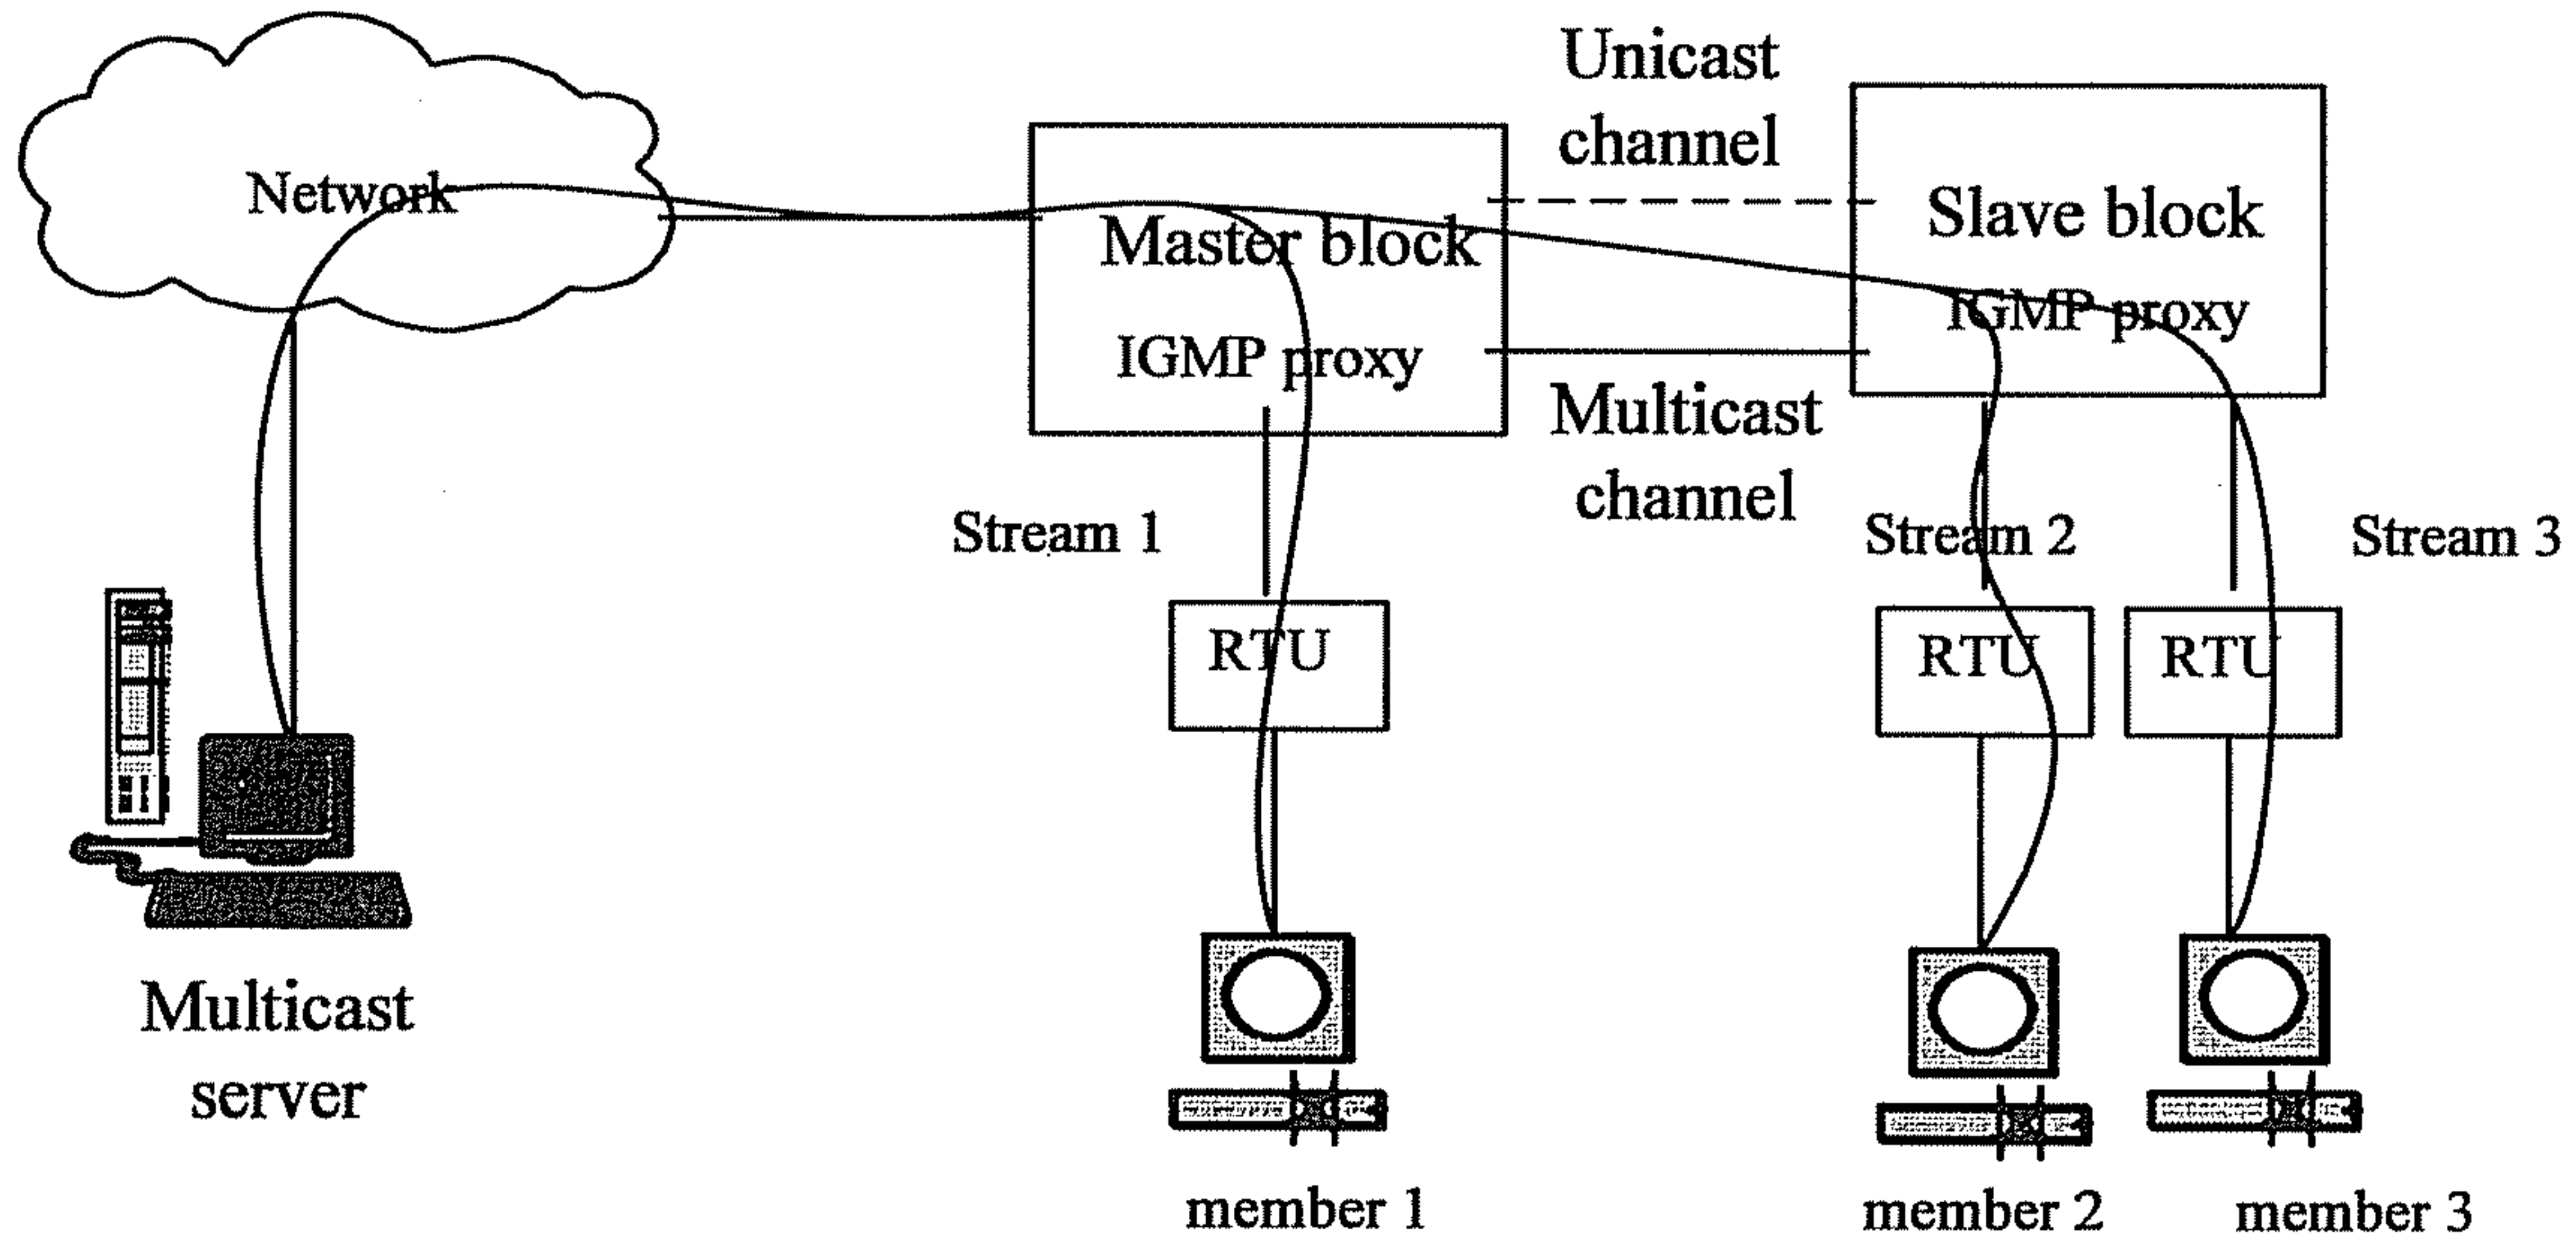 Unicast
channel
Network
Master block
IGMP proxy
Slave block
IGMP proxy
Multicast
channel
Stream 1
Stream 2
Stream 3
RTU
RTU
RTU
Multicast
server
member 1
member 2
member 3